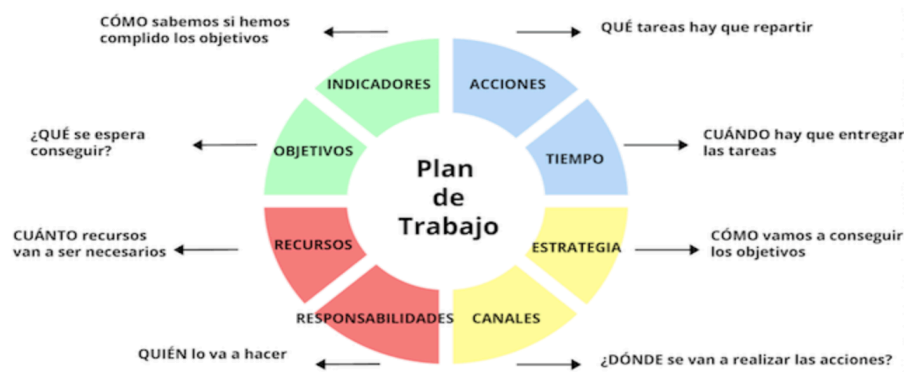 CÓMO sabemos si hemos
complido los objetivos
QUÉ tareas hay que repartir
INDICADORES
ACCIONES
¿QUÉ se espera
conseguir?
OBJETIVOS
TIEMPO
CUÁNDO hay que entregar
las tareas
Plan
de
Trabajo
CUÁNTO recursos
van a ser necesarios
RECURSOS
ESTRATEGIA
CÓMO vamos a conseguir
los objetivos
RESPONSABILIDADES
CANALES
QUIÉN lo va a hacer
¿DÓNDE se van a realizar las acciones?